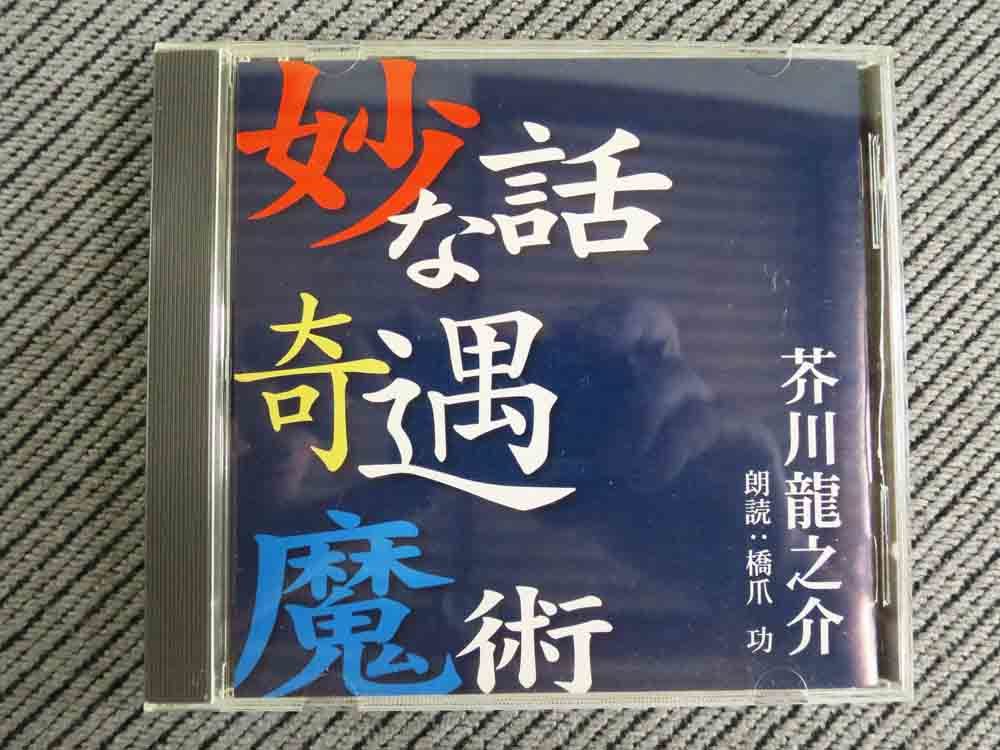 妙な話
奇遇
魔術
芥川龍之介
朗読:橋爪 功